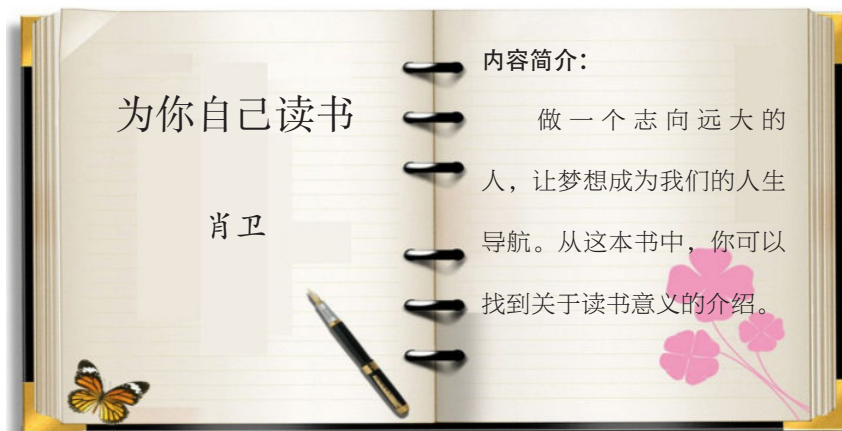 为你自己读书
肖卫
内容简介：
做一个志向远大的
人，让梦想成为我们的人生
导航。从这本书中，你可以
找到关于读书意义的介绍。